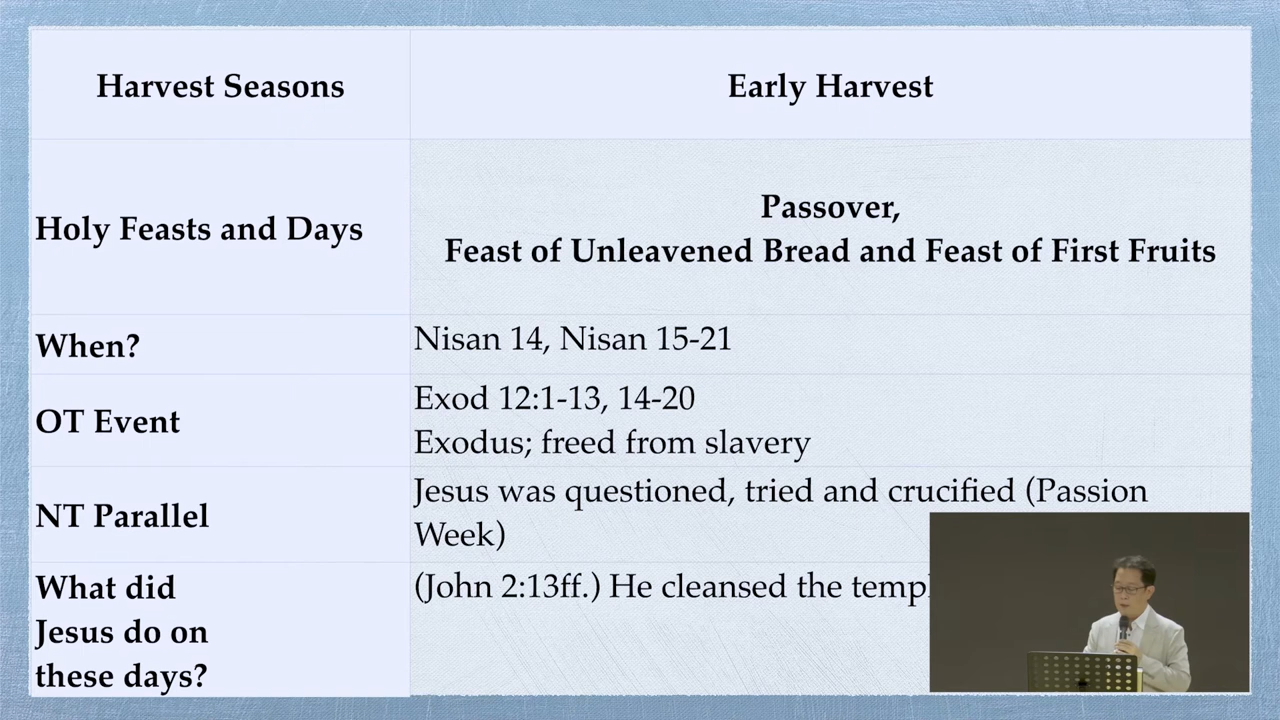 Harvest Seasons
Early Harvest
Holy Feasts and Days
Passover,
Feast of Unleavened Bread and Feast of First Fruits
When?
Nisan 14, Nisan 15-21
OT Event
Exod 12:1-13, 14-20
Exodus; freed from slavery
NT Parallel
Jesus was questioned, tried and crucified (Passion
Week)
What did
Jesus do on
these days?
(John 2:13ff.) He cleansed the